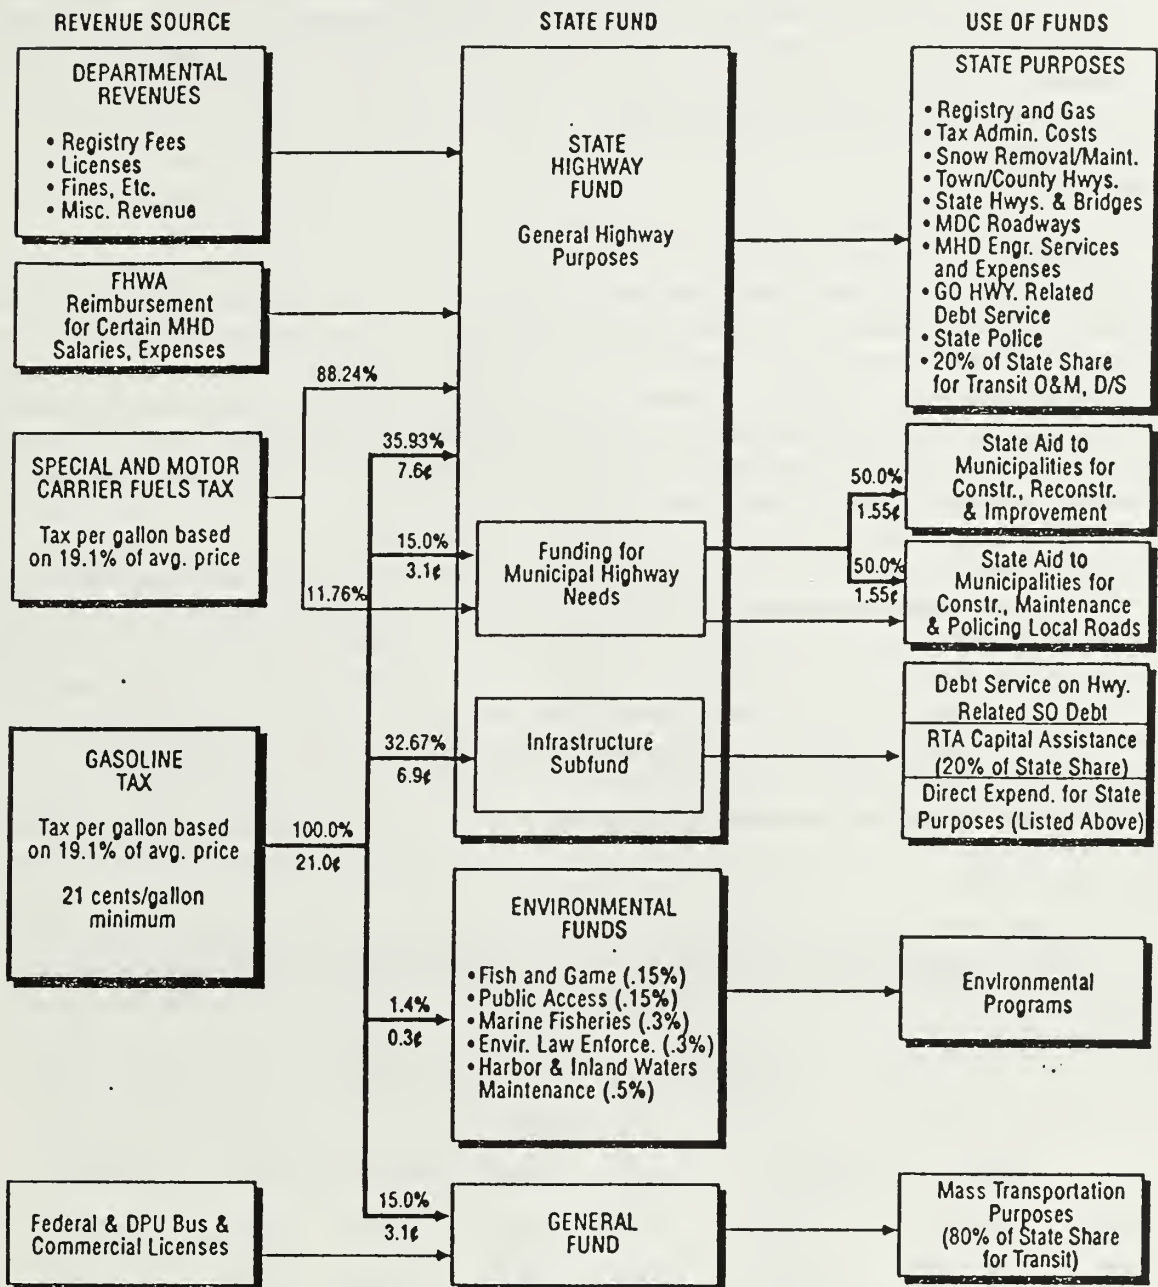 REVENUE SOURCE
STATE FUND
USE OF FUNDS
DEPARTMENTAL
REVENUES
• Registry Fees
• Licenses
• Fines, Etc.
• Misc. Revenue
FHWA
Reimbursement
for Certain MHD
Salaries, Expenses
SPECIAL AND MOTOR
CARRIER FUELS TAX
Tax per gallon based
on 19.1% of avg. price
GASOLINE
TAX
Tax per gallon based
on 19.1% of avg. price
21 cents/gallon
minimum
Federal & DPU Bus &
Commercial Licenses
88.24%
35.93%
7.6¢
15.0%
3.1¢
11.76%
32.67%
6.9¢
100.0%
21.0¢
1.4%
0.3¢
15.0%
3.1¢
STATE
HIGHWAY
FUND
General Highway
Purposes
Funding for
Municipal Highway
Needs
Infrastructure
Subfund
ENVIRONMENTAL
FUNDS
• Fish and Game (.15%)
• Public Access (.15%)
• Marine Fisheries (.3%)
• Envir. Law Enforce. (.3%)
• Harbor & Inland Waters
Maintenance (.5%)
GENERAL
FUND
STATE PURPOSES
• Registry and Gas
• Tax Admin. Costs
• Snow Removal/Maint.
• Town/County Hwys.
• State Hwys. & Bridges
• MDC Roadways
• MHD Engr. Services
and Expenses
• GO HWY. Related
Debt Service
• State Police
• 20% of State Share
for Transit O&M, D/S
50.0%
1.55¢
State Aid to
Municipalities for
Constr., Reconstr.
& Improvement
50.0%
1.55¢
State Aid to
Municipalities for
Constr., Maintenance
& Policing Local Roads
Debt Service on Hwy.
Related SO Debt
RTA Capital Assistance
(20% of State Share)
Direct Expend. for State
Purposes (Listed Above)
Environmental
Programs
Mass Transportation
Purposes
(80% of State Share
for Transit)